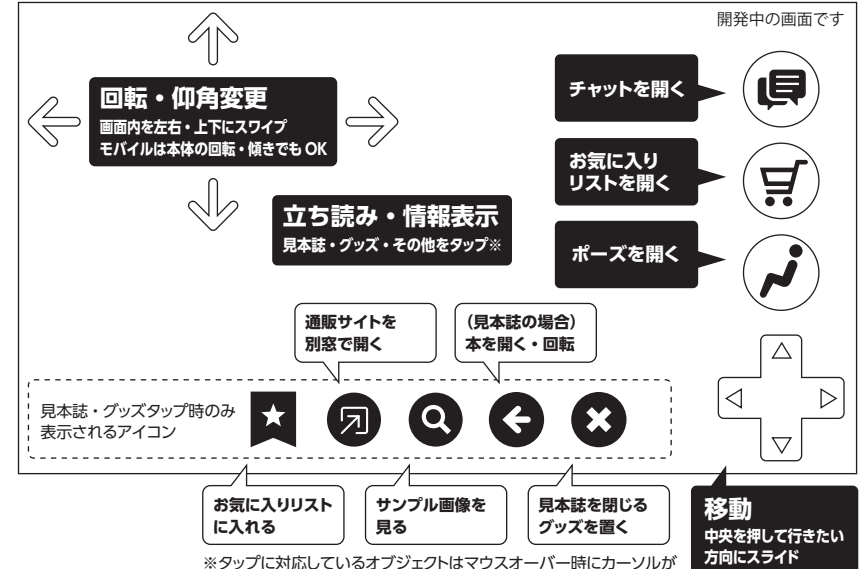 開発中の画面です
回転・仰角変更
画面内を左右・上下にスワイプ
モバイルは本体の回転・傾きでも OK
チャットを開く
お気に入り
リストを開く
立ち読み・情報表示
見本誌・グッズ・その他をタップ※
ポーズを開く
通販サイトを
別窓で開く
(見本誌の場合)
本を開く・回転
見本誌・グッズタップ時のみ
表示されるアイコン
お気に入りリスト
に入れる
サンプル画像を
見る
見本誌を閉じる
グッズを置く
移動
中央を押して行きたい
方向にスライド
※タップに対応しているオブジェクトはマウスオーバー時にカーソルが